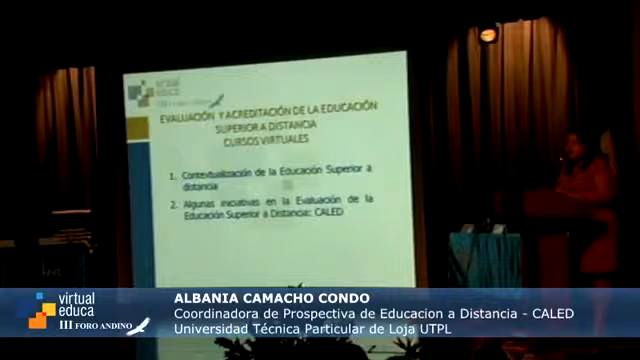 virtual
educa
EVALUACIÓN Y ACREDITACIÓN DE LA EDUCACIÓN
SUPERIOR A DISTANCIA
CURSOS VIRTUALES
1. Contextualización de la Educación Superior a
distancia
2. Algunas iniciativas en la Evaluación de la
Educación Superior a Distancia: CALED
virtual
educa
III FORO ANDINO
ALBANIA CAMACHO CONDO
Coordinadora de Prospectiva de Educacion a Distancia - CALED
Universidad Técnica Particular de Loja UTPL